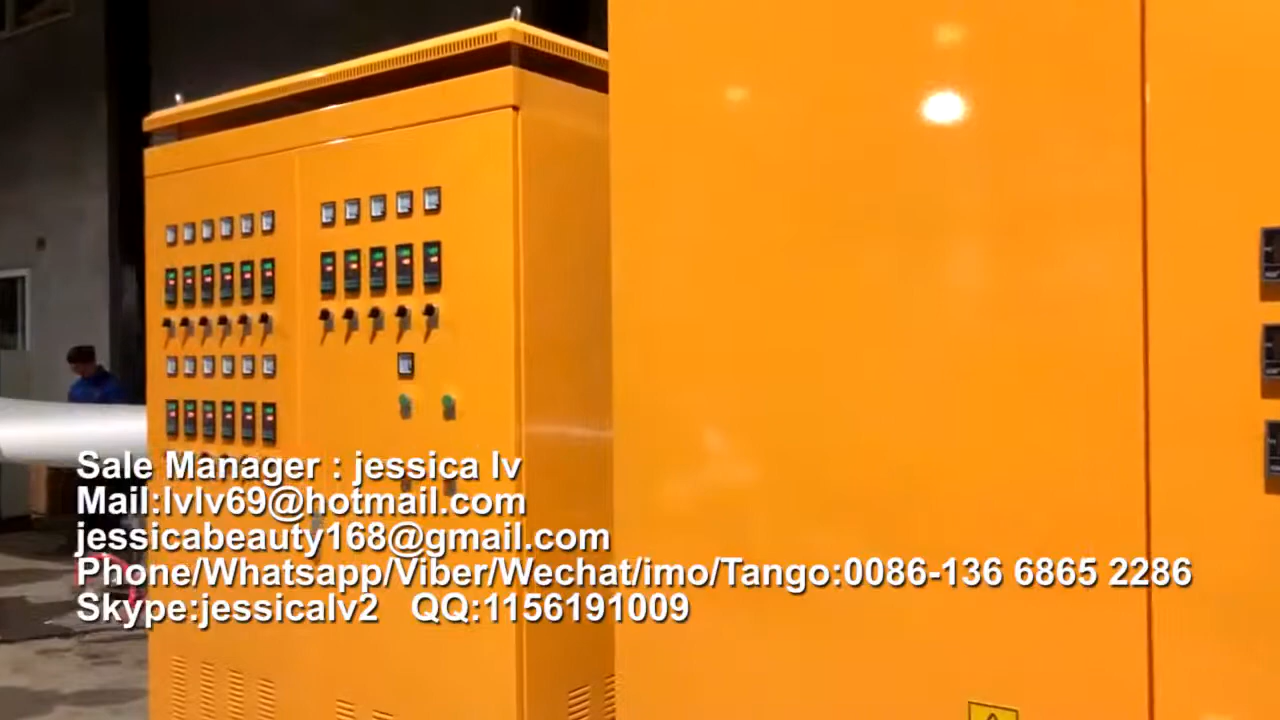 Sale Manager : jessica lv
Mail:lvlv69@hotmail.com
jessicabeauty168@gmail.com
Phone/Whatsapp/Viber/Wechat/imo/Tango:0086-136 6865 2286
Skype:jessicalv2 QQ:1156191009